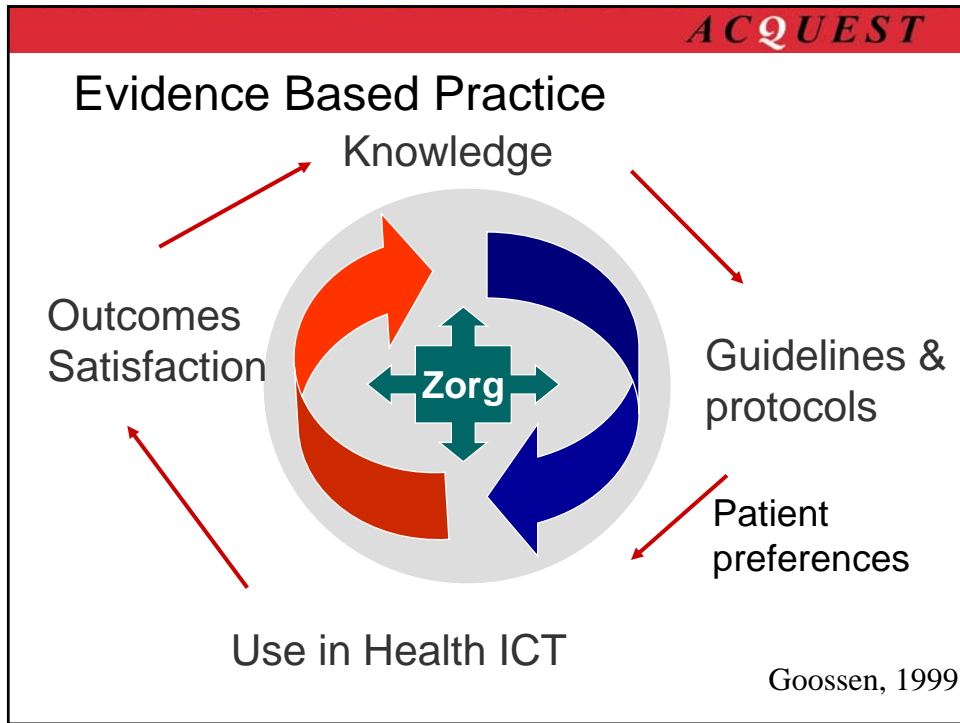 ACQUEST
Evidence Based Practice
Knowledge
Outcomes
Satisfaction
Zorg
Guidelines &
protocols
Patient
preferences
Use in Health ICT
Goossen, 1999